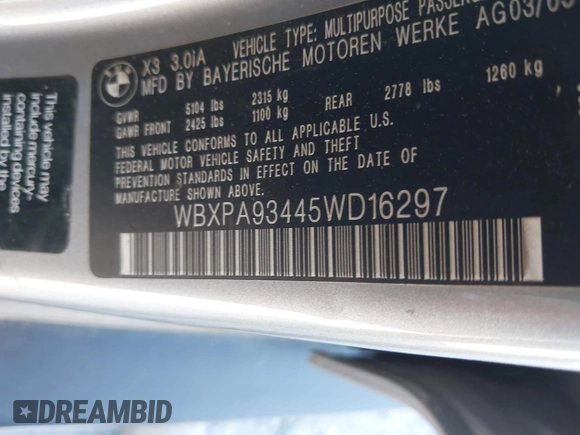 BMW
X3 3.0iA VEHICLE TYPE: MULTIPURPOSE
MFD BY BAYERISCHE MOTOREN WERKE AG03/05
GVWR 5104 lbs 2315 kg
GAWR FRONT 2425 lbs 1100 kg REAR 2778 lbs 1260 kg
THIS VEHICLE CONFORMS TO ALL APPLICABLE U.S.
FEDERAL MOTOR VEHICLE SAFETY AND THEFT
PREVENTION STANDARDS IN EFFECT ON THE DATE OF
MANUFACTURE SHOWN ABOVE.
WBXPA93445WD16297
This vehicle may
include mercury-
containing devices
installed by the
DREAMBID